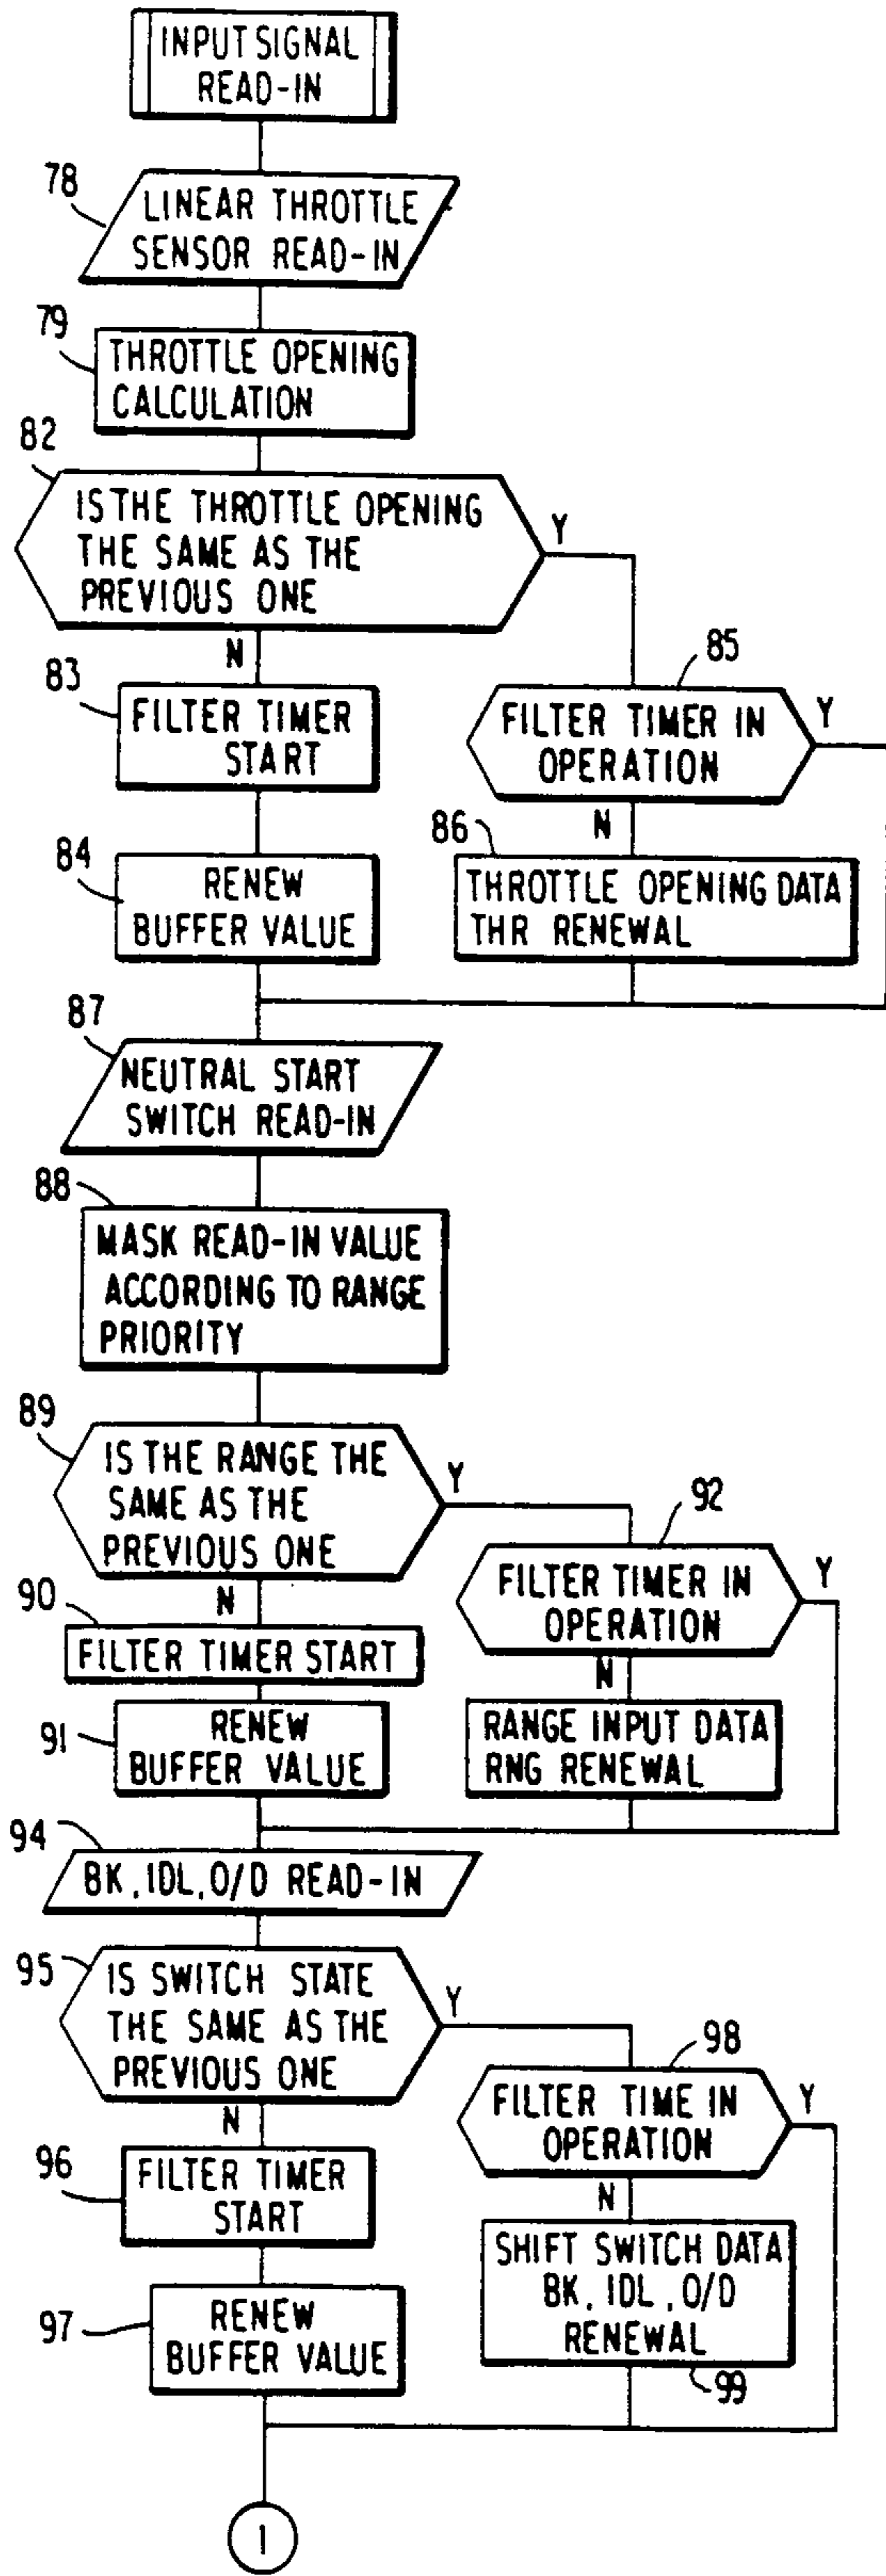 INPUT SIGNAL
READ-IN
78
LINEAR THROTTLE
SENSOR READ-IN
79
THROTTLE OPENING
CALCULATION
82
IS THE THROTTLE OPENING
THE SAME AS THE
PREVIOUS ONE
Y
N
83
FILTER TIMER
START
85
FILTER TIMER IN
OPERATION
Y
N
84
RENEW
BUFFER VALUE
86
THROTTLE OPENING DATA
THR RENEWAL
87
NEUTRAL START
SWITCH READ-IN
88
MASK READ-IN VALUE
ACCORDING TO RANGE
PRIORITY
89
IS THE RANGE THE
SAME AS THE
PREVIOUS ONE
Y
N
92
FILTER TIMER IN
OPERATION
Y
N
90
FILTER TIMER START
91
RENEW
BUFFER VALUE
RANGE INPUT DATA
RNG RENEWAL
94
BK, IDL, O/D READ-IN
95
IS SWITCH STATE
THE SAME AS THE
PREVIOUS ONE
Y
N
98
FILTER TIME IN
OPERATION
Y
N
96
FILTER TIMER
START
97
RENEW
BUFFER VALUE
SHIFT SWITCH DATA
BK, IDL, O/D
RENEWAL
99
1